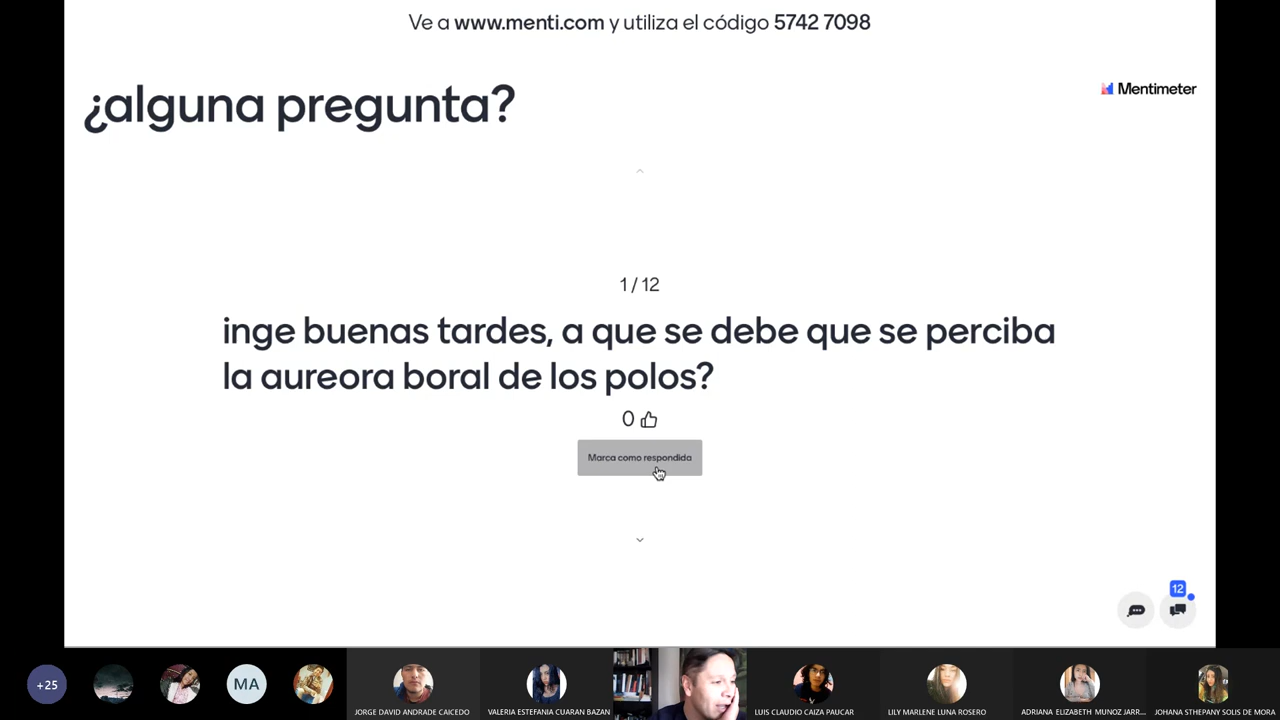 Ve a www.menti.com y utiliza el código 5742 7098
¿alguna pregunta?
Mentimeter
1 / 12
inge buenas tardes, a que se debe que se perciba
la aureora boral de los polos?
0
Marca como respondida
12
+25
MA
JORGE DAVID ANDRADE CAICEDO
VALERIA ESTEFANIA CUARAN BAZAN
LUIS CLAUDIO CAIZA PAUCAR
LILY MARLENE LUNA ROSERO
ADRIANA ELIZABETH MUNOZ JARR...
JOHANA STHEPANY SOLIS DE MORA